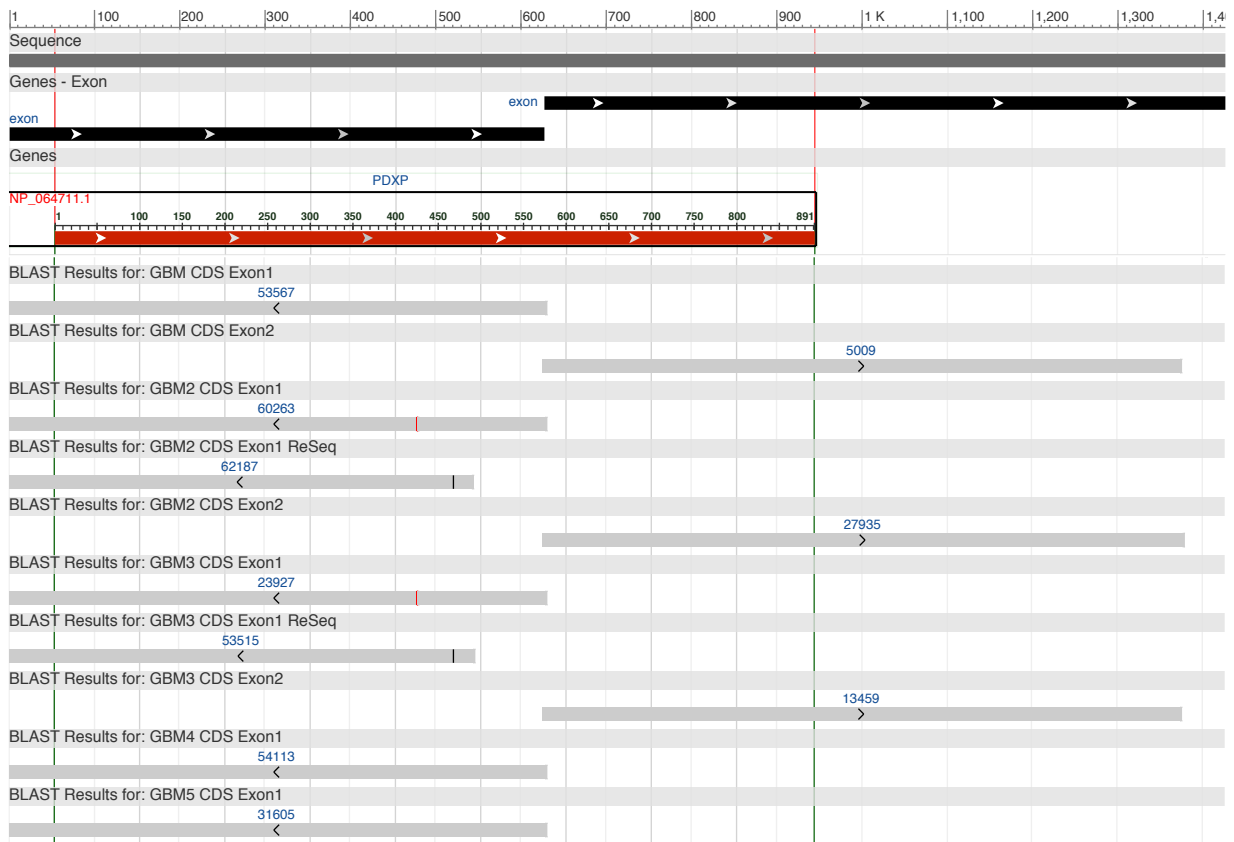 1 100 200 300 400 500 600 700 800 900 1 K 1,100 1,200 1,300 1,4
Sequence
Genes - Exon
exon
exon
Genes
PDXP
NP_064711.1
1 100 150 200 250 300 350 400 450 500 550 600 650 700 750 800 891
BLAST Results for: GBM CDS Exon1
53567
BLAST Results for: GBM CDS Exon2
5009
BLAST Results for: GBM2 CDS Exon1
60263
BLAST Results for: GBM2 CDS Exon1 ReSeq
62187
BLAST Results for: GBM2 CDS Exon2
27935
BLAST Results for: GBM3 CDS Exon1
23927
BLAST Results for: GBM3 CDS Exon1 ReSeq
53515
BLAST Results for: GBM3 CDS Exon2
13459
BLAST Results for: GBM4 CDS Exon1
54113
BLAST Results for: GBM5 CDS Exon1
31605